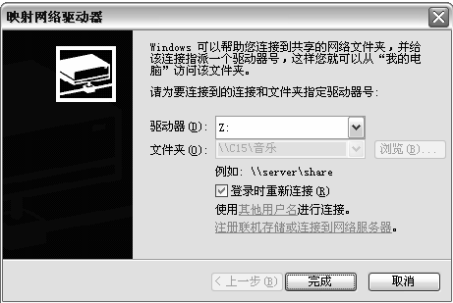 映射网络驱动器
Windows 可以帮助您连接到共享的网络文件夹，并给
该连接指派一个驱动器号，这样您就可以从“我的电
脑”访问该文件夹。
请为要连接到的连接和文件夹指定驱动器号：
驱动器(D): Z:
文件夹(O): \\C15\音乐 浏览(B)...
例如: \\server\share
登录时重新连接(R)
使用其他用户名进行连接。
注册联机存储或连接到网络服务器。
<上一步(B) 完成 取消